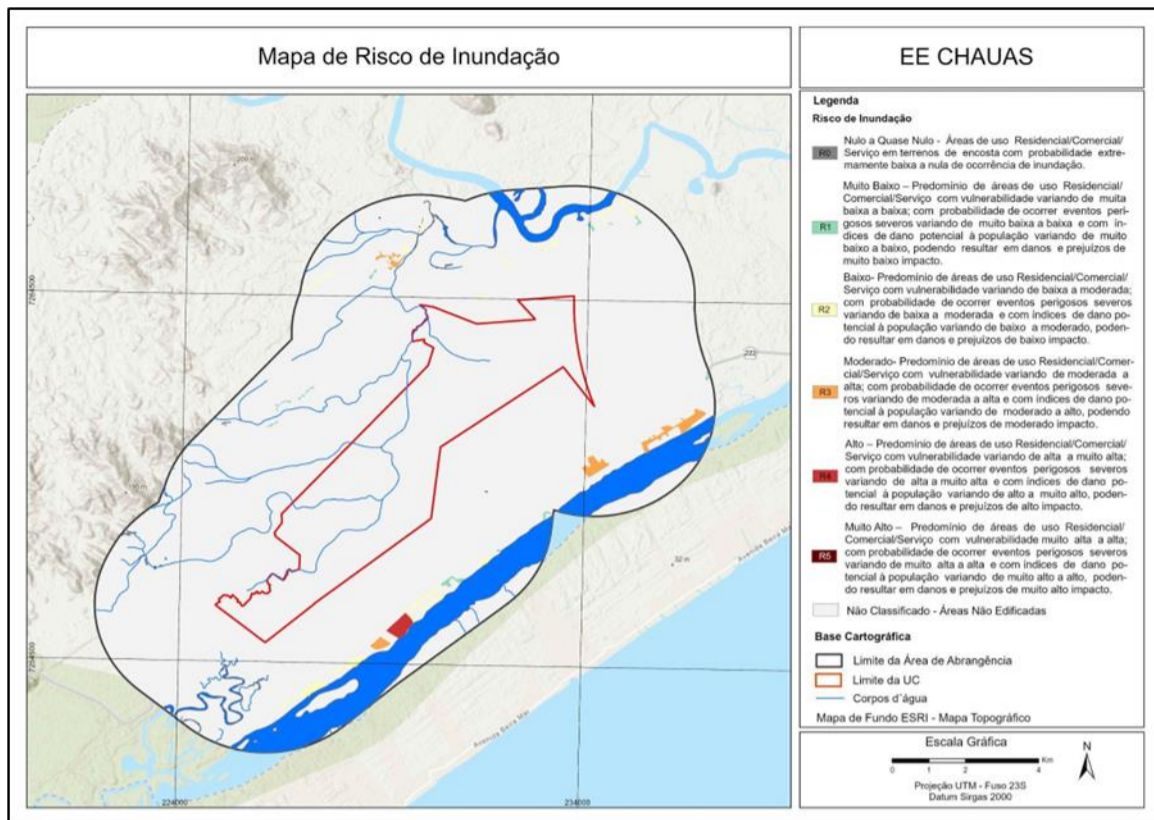 Mapa de Risco de Inundação
EE CHAUAS
Legenda
Risco de Inundação
R0
Nulo a Quase Nulo - Áreas de uso Residencial/Comercial/
Serviço em terrenos de encosta com probabilidade extre-
mamente baixa a nula de ocorrência de inundação.
R1
Muito Baixo – Predomínio de áreas de uso Residencial/
Comercial/Serviço com vulnerabilidade variando de muita
baixa a baixa; com probabilidade de ocorrer eventos peri-
gosos severos variando de muito baixa a baixa e com ín-
dices de dano potencial à população variando de muito
baixo a baixo, podendo resultar em danos e prejuízos de
muito baixo impacto.
R2
Baixo- Predomínio de áreas de uso Residencial/Comercial/
Serviço com vulnerabilidade variando de baixa a moderada;
com probabilidade de ocorrer eventos perigosos severos
variando de baixa a moderada e com índices de dano po-
tencial à população variando de baixo a moderado, poden-
do resultar em danos e prejuízos de baixo impacto.
R3
Moderado- Predomínio de áreas de uso Residencial/Comer-
cial/Serviço com vulnerabilidade variando de moderada a
alta; com probabilidade de ocorrer eventos perigosos seve-
ros variando de moderada a alta e com índices de dano po-
tencial à população variando de moderado a alto, podendo
resultar em danos e prejuízos de moderado impacto.
R4
Alto – Predomínio de áreas de uso Residencial/Comercial/
Serviço com vulnerabilidade variando de alta a muito alta;
com probabilidade de ocorrer eventos perigosos severos
variando de alta a muito alta e com índices de dano po-
tencial à população variando de alto a muito alto, poden-
do resultar em danos e prejuízos de alto impacto.
R5
Muito Alto – Predomínio de áreas de uso Residencial/
Comercial/Serviço com vulnerabilidade muito alta a alta;
com probabilidade de ocorrer eventos perigosos severos
variando de muito alta a alta e com índices de dano po-
tencial à população variando de muito alto a alto, poden-
do resultar em danos e prejuízos de muito alto impacto.
Não Classificado - Áreas Não Edificadas
Base Cartográfica
Limite da Área de Abrangência
Limite da UC
Corpos d`água
Mapa de Fundo ESRI - Mapa Topográfico
Escala Gráfica
0 1 2 4 Km
N
Projeção UTM - Fuso 23S
Datum Sirgas 2000
7264500
7254500
224000
234000
222
52 m
Avenida Beira Mar
Avenida Beira Mar